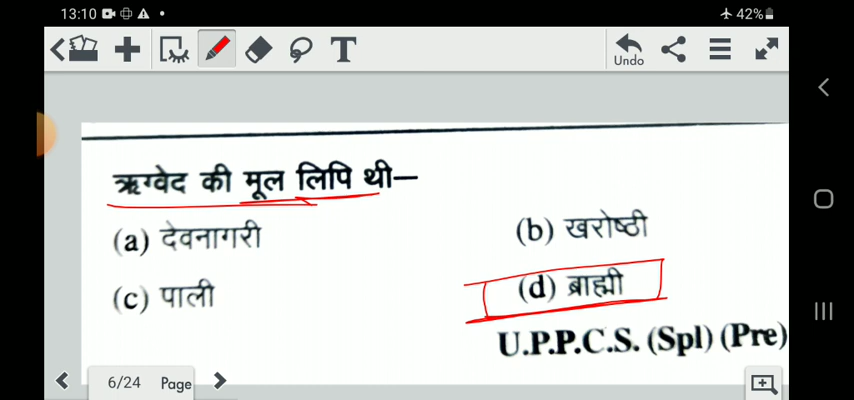 13:10
42%
T
Undo
ऋग्वेद की मूल लिपि थी–
(a) देवनागरी
(b) खरोष्ठी
(c) पाली
(d) ब्राह्मी
U.P.P.C.S. (Spl) (Pre)
6/24 Page